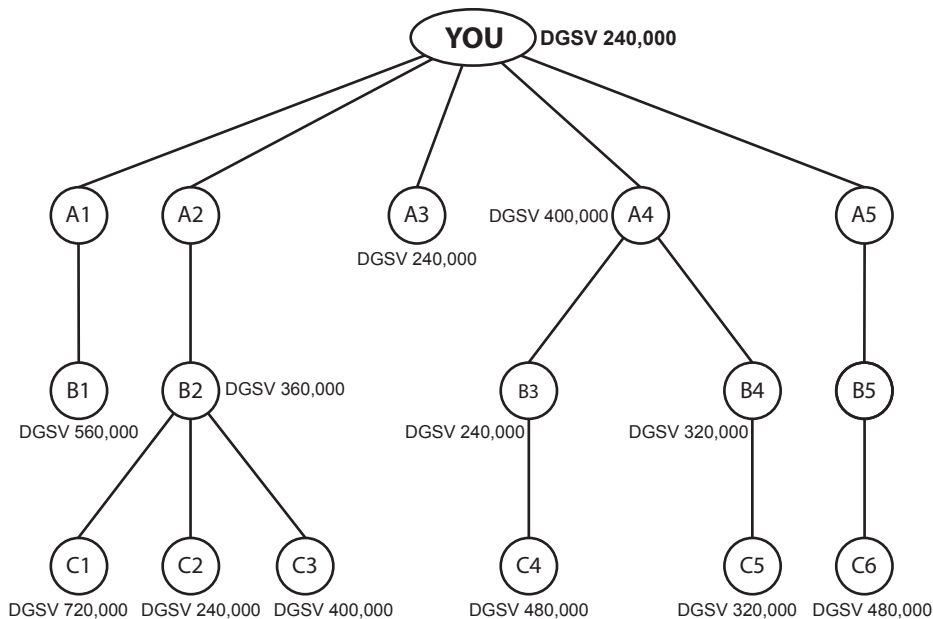 YOU DGSV 240,000
A1 A2 A3 DGSV 400,000 A4 A5
DGSV 240,000
B1 B2 DGSV 360,000 B3 B4 B5
DGSV 560,000 DGSV 240,000 DGSV 320,000
C1 C2 C3 C4 C5 C6
DGSV 720,000 DGSV 240,000 DGSV 400,000 DGSV 480,000 DGSV 320,000 DGSV 480,000